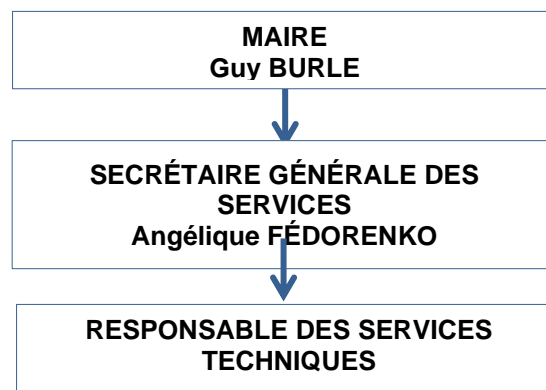 MAIRE
Guy BURLE
SECRÉTAIRE GÉNÉRALE DES
SERVICES
Angélique FÉDORENKO
RESPONSABLE DES SERVICES
TECHNIQUES